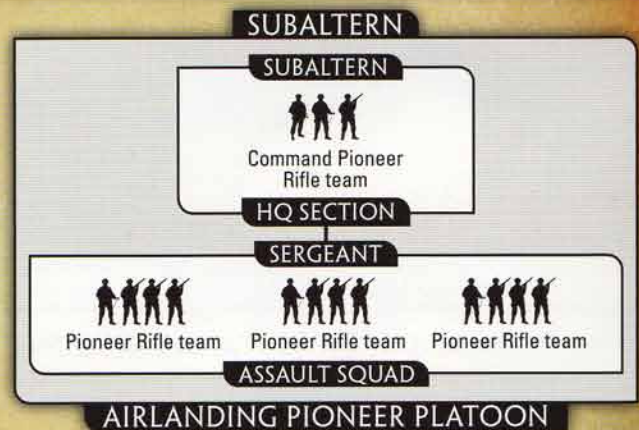 SUBALTERN
SUBALTERN
Command Pioneer
Rifle team
HQ SECTION
SERGEANT
Pioneer Rifle team Pioneer Rifle team Pioneer Rifle team
ASSAULT SQUAD
AIRLANDING PIONEER PLATOON